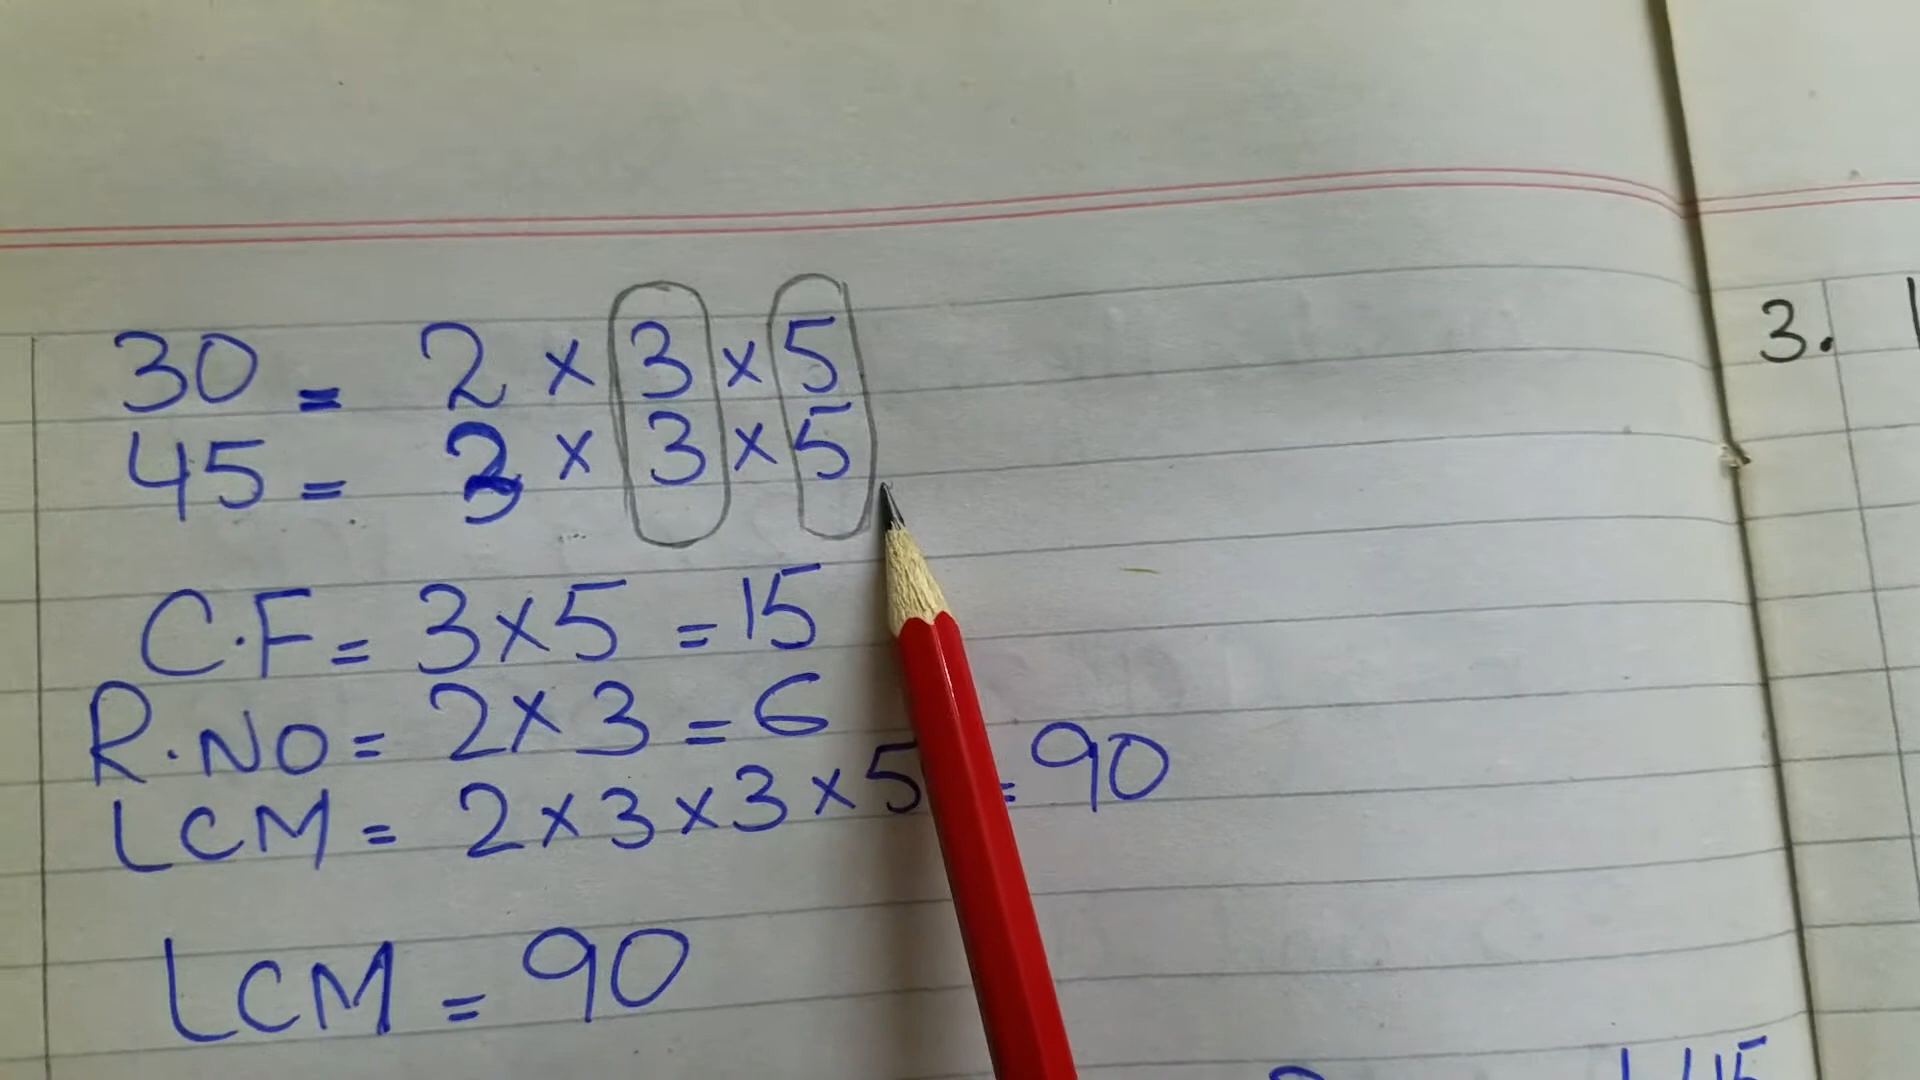 30 = 2 × 3 × 5
45 = 3 × 3 × 5
C.F = 3×5 = 15
R.NO = 2×3 = 6
LCM = 2×3×3×5 = 90
LCM = 90
3.